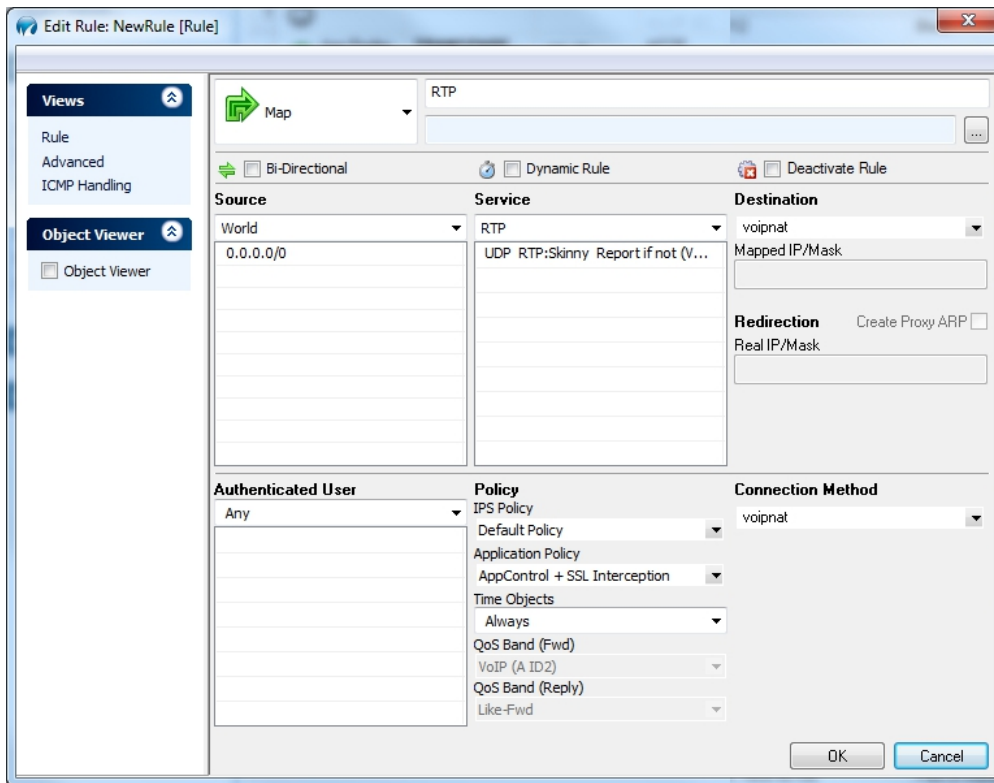 Edit Rule: NewRule [Rule]
Views
Rule
Advanced
ICMP Handling
Object Viewer
Object Viewer
Map
RTP
...
Bi-Directional
Dynamic Rule
Deactivate Rule
Source
World
0.0.0.0/0
Service
RTP
UDP RTP:Skinny Report if not (V...
Destination
voipnat
Mapped IP/Mask
Redirection
Create Proxy ARP
Real IP/Mask
Authenticated User
Any
Policy
IPS Policy
Default Policy
Application Policy
AppControl + SSL Interception
Time Objects
Always
QoS Band (Fwd)
VoIP (A ID2)
QoS Band (Reply)
Like-Fwd
Connection Method
voipnat
OK
Cancel